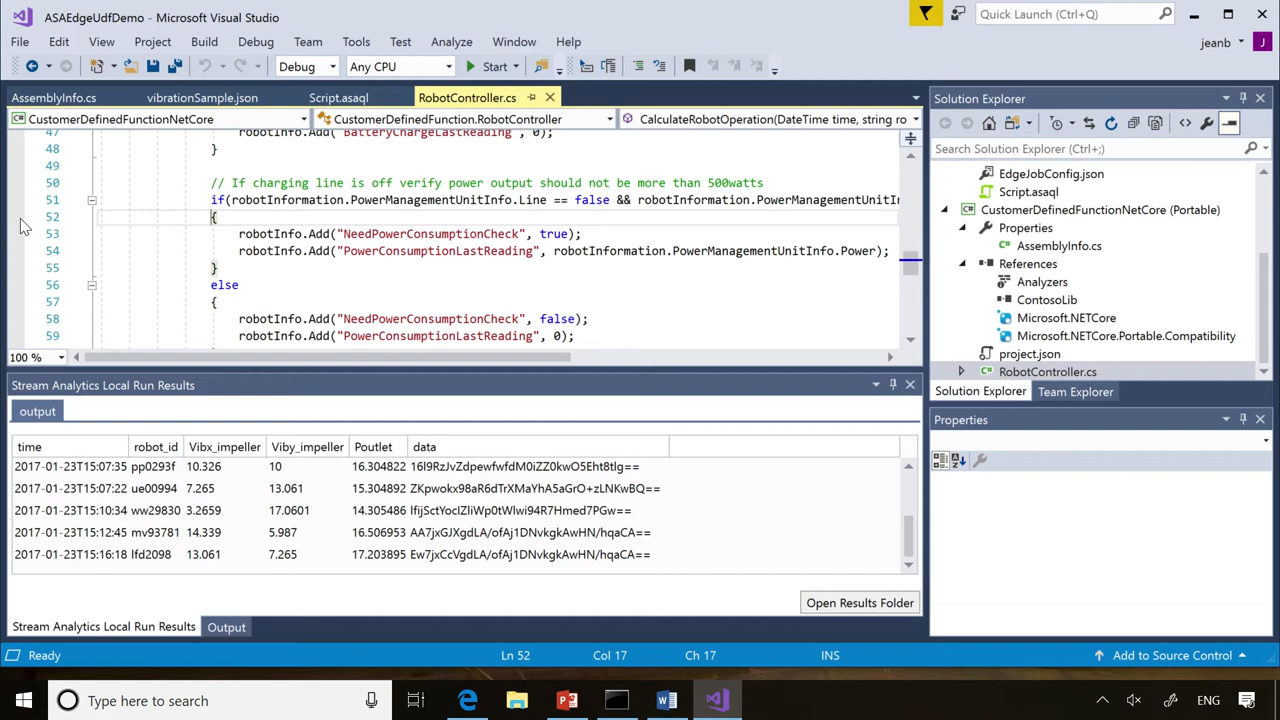 ASAEdgeUdfDemo - Microsoft Visual Studio
Quick Launch (Ctrl+Q)
File Edit View Project Build Debug Team Tools Test Analyze Window Help
jeanb J
Debug Any CPU Start
AssemblyInfo.cs vibrationSample.json Script.asaql RobotController.cs
CustomerDefinedFunctionNetCore CustomerDefinedFunction.RobotController CalculateRobotOperation(DateTime time, string ro
47 robotInfo.Add("BatteryChargeLastReading", 0);
48 }
49
50 // If charging line is off verify power output should not be more than 500watts
51 if(robotInformation.PowerManagementUnitInfo.Line == false && robotInformation.PowerManagementUnitI
52 {
53 robotInfo.Add("NeedPowerConsumptionCheck", true);
54 robotInfo.Add("PowerConsumptionLastReading", robotInformation.PowerManagementUnitInfo.Power);
55 }
56 else
57 {
58 robotInfo.Add("NeedPowerConsumptionCheck", false);
59 robotInfo.Add("PowerConsumptionLastReading", 0);
100 %
Stream Analytics Local Run Results
output
time robot_id Vibx_impeller Viby_impeller Poutlet data
2017-01-23T15:07:35 pp0293f 10.326 10 16.304822 16l9RzJvZdpewfwfdM0iZZ0kwO5Eht8tlg==
2017-01-23T15:07:22 ue00994 7.265 13.061 15.304892 ZKpwokx98aR6dTrXMaYhA5aGrO+zLNKwBQ==
2017-01-23T15:10:34 ww29830 3.2659 17.0601 14.305486 IfijSctYocIZliWp0tWlwi94R7Hmed7PGw==
2017-01-23T15:12:45 mv93781 14.339 5.987 16.506953 AA7jxGJXgdLA/ofAj1DNvkgkAwHN/hqaCA==
2017-01-23T15:16:18 lfd2098 13.061 7.265 17.203895 Ew7jxCcVgdLA/ofAj1DNvkgkAwHN/hqaCA==
Open Results Folder
Stream Analytics Local Run Results Output
Solution Explorer
Search Solution Explorer (Ctrl+;)
EdgeJobConfig.json
Script.asaql
CustomerDefinedFunctionNetCore (Portable)
Properties
AssemblyInfo.cs
References
Analyzers
ContosoLib
Microsoft.NETCore
Microsoft.NETCore.Portable.Compatibility
project.json
RobotController.cs
Solution Explorer Team Explorer
Properties
Ready Ln 52 Col 17 Ch 17 INS Add to Source Control
Type here to search
ENG